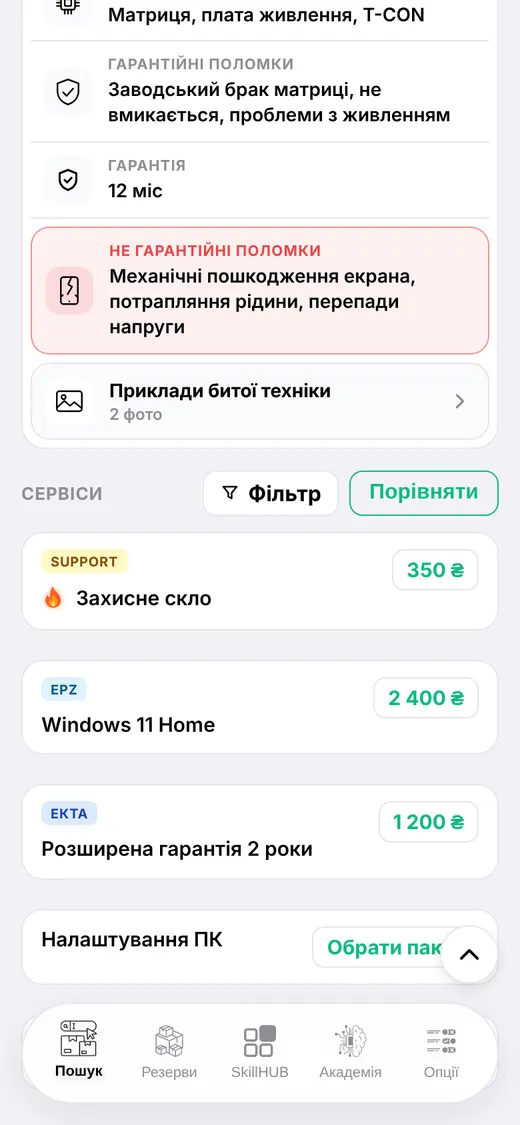 Матриця, плата живлення, T-CON
ГАРАНТІЙНІ ПОЛОМКИ
Заводський брак матриці, не
вмикається, проблеми з живленням
ГАРАНТІЯ
12 міс
НЕ ГАРАНТІЙНІ ПОЛОМКИ
Механічні пошкодження екрана,
потрапляння рідини, перепади
напруги
Приклади битої техніки
2 фото
СЕРВІСИ
Фільтр
Порівняти
SUPPORT
350 ₴
🔥 Захисне скло
EPZ
2 400 ₴
Windows 11 Home
ЕКТА
1 200 ₴
Розширена гарантія 2 роки
Налаштування ПК
Обрати пак
Пошук
Резерви
SkillHUB
Академія
Опції